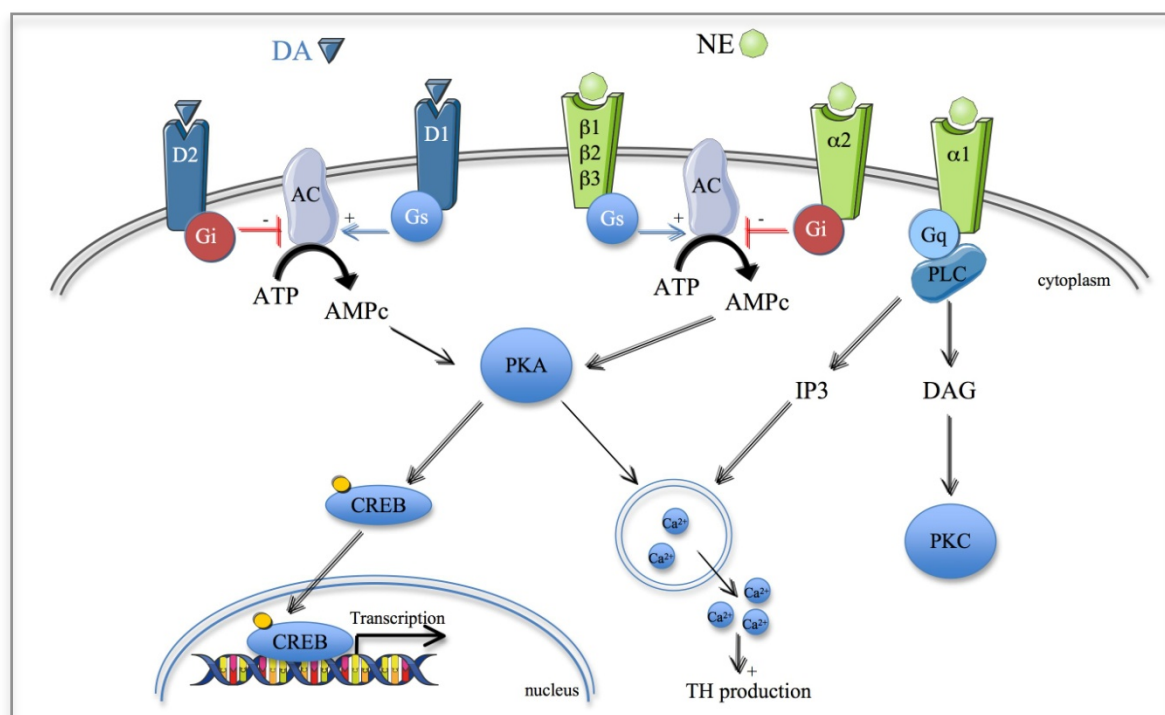 DA
NE
D2
D1
β1
β2
β3
α2
α1
AC
AC
Gi
-
+
Gs
Gs
+
-
Gi
Gq
PLC
cytoplasm
ATP
AMPc
ATP
AMPc
PKA
IP3
DAG
CREB
Ca²⁺
Ca²⁺
PKC
Ca²⁺
Ca²⁺
Ca²⁺
Transcription
CREB
+
nucleus
TH production